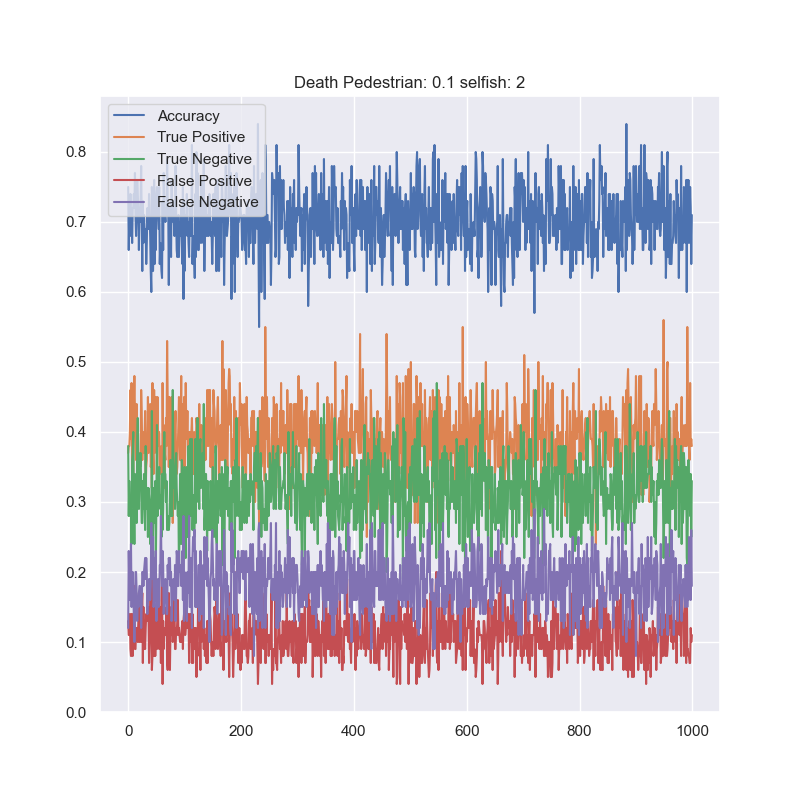 Death Pedestrian: 0.1 selfish: 2
Accuracy
True Positive
True Negative
False Positive
False Negative
0.8
0.7
0.6
0.5
0.4
0.3
0.2
0.1
0.0
0 200 400 600 800 1000